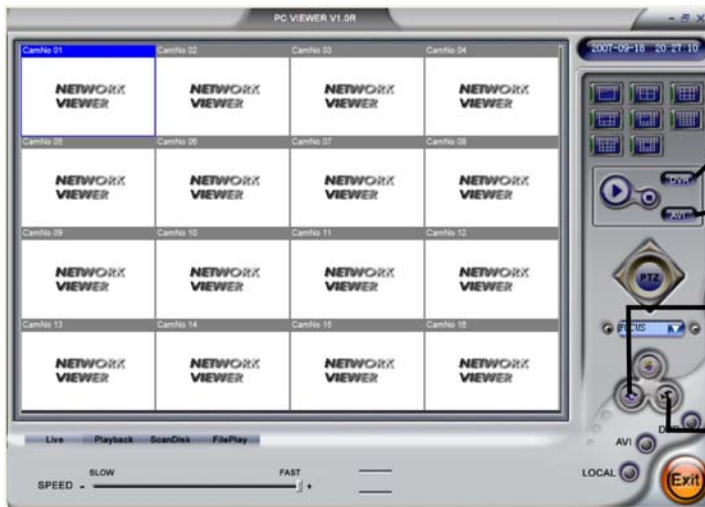 PC VIEWER V1.0R
2007-09-18 20:27:10
CamNo 01 CamNo 02 CamNo 03 CamNo 04
NETWORK VIEWER NETWORK VIEWER NETWORK VIEWER NETWORK VIEWER
CamNo 05 CamNo 06 CamNo 07 CamNo 08
NETWORK VIEWER NETWORK VIEWER NETWORK VIEWER NETWORK VIEWER
CamNo 09 CamNo 10 CamNo 11 CamNo 12
NETWORK VIEWER NETWORK VIEWER NETWORK VIEWER NETWORK VIEWER
CamNo 13 CamNo 14 CamNo 15 CamNo 16
NETWORK VIEWER NETWORK VIEWER NETWORK VIEWER NETWORK VIEWER
DVR
AVI
PTZ
FOCUS
Live Playback ScanDisk FilePlay
AVI
LOCAL
SLOW FAST
SPEED - +
Exit